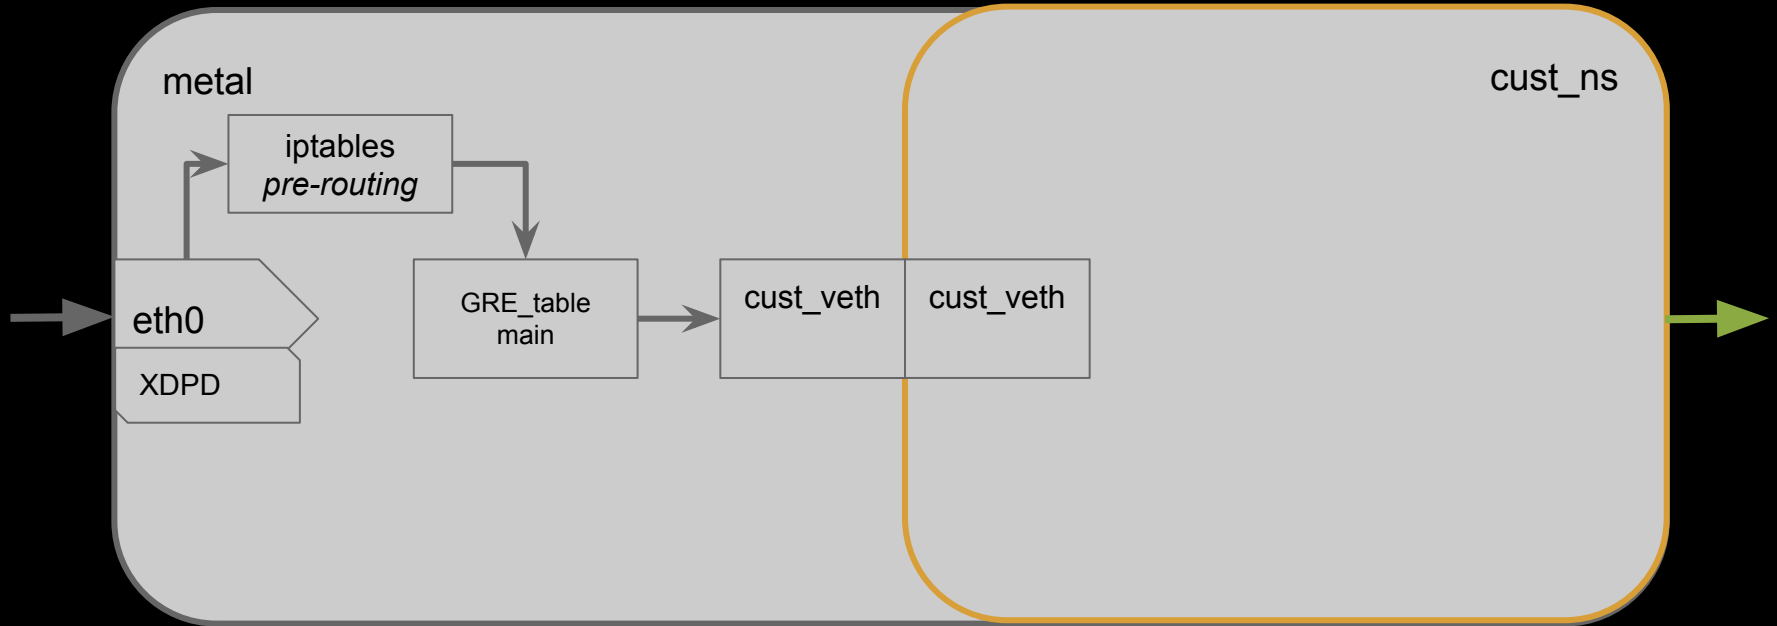 metal
cust_ns
iptables
pre-routing
eth0
XDPD
GRE_table
main
cust_veth
cust_veth